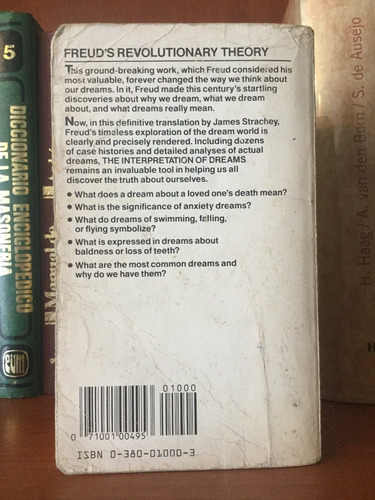 FREUD'S REVOLUTIONARY THEORY
This ground-breaking work, which Freud considered his
most valuable, forever changed the way we think about
our dreams. In it, Freud made this century's startling
discoveries about why we dream, what we dream
about, and what dreams really mean.
Now, in this definitive translation by James Strachey,
Freud's timeless exploration of the dream world is
clearly and precisely rendered. Including dozens
of case histories and detailed analyses of actual
dreams, THE INTERPRETATION OF DREAMS
remains an invaluable tool in helping us all
discover the truth about ourselves.
• What does a dream about a loved one's death mean?
• What is the significance of anxiety dreams?
• What do dreams of swimming, falling,
or flying symbolize?
• What is expressed in dreams about
baldness or loss of teeth?
• What are the most common dreams and
why do we have them?
01000
0 71001 00495
ISBN 0-380-01000-3
5
DICCIONARIO ENCICLOPEDICO
DE LA MASONERIA
H. Haag / A. van den Born / S. de Ausejo